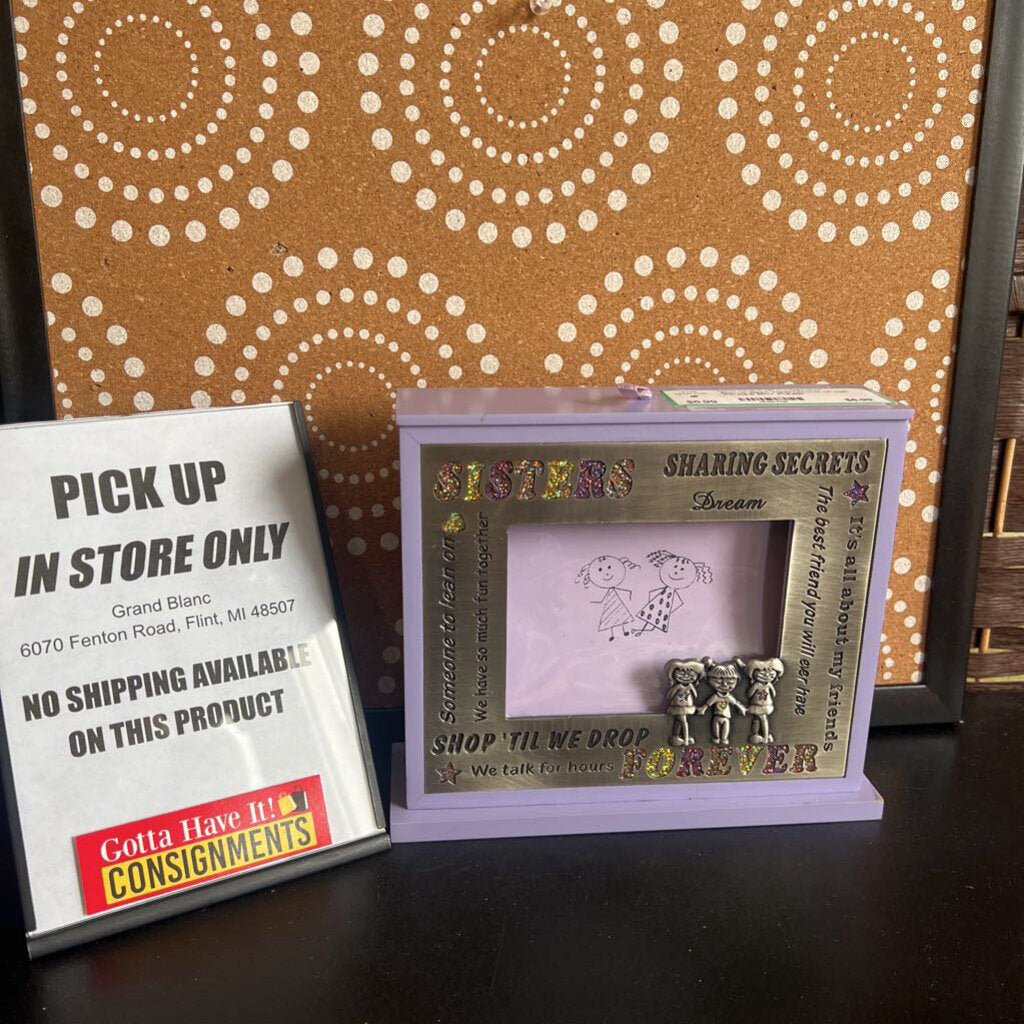 PICK UP
IN STORE ONLY
Grand Blanc
6070 Fenton Road, Flint, MI 48507
NO SHIPPING AVAILABLE
ON THIS PRODUCT
Gotta Have It!
CONSIGNMENTS
SISTERS
SHARING SECRETS
Dream
Someone to lean on
We have so much fun together
The best friend you will ever have
It's all about my friends
SHOP 'TIL WE DROP
We talk for hours
FOREVER